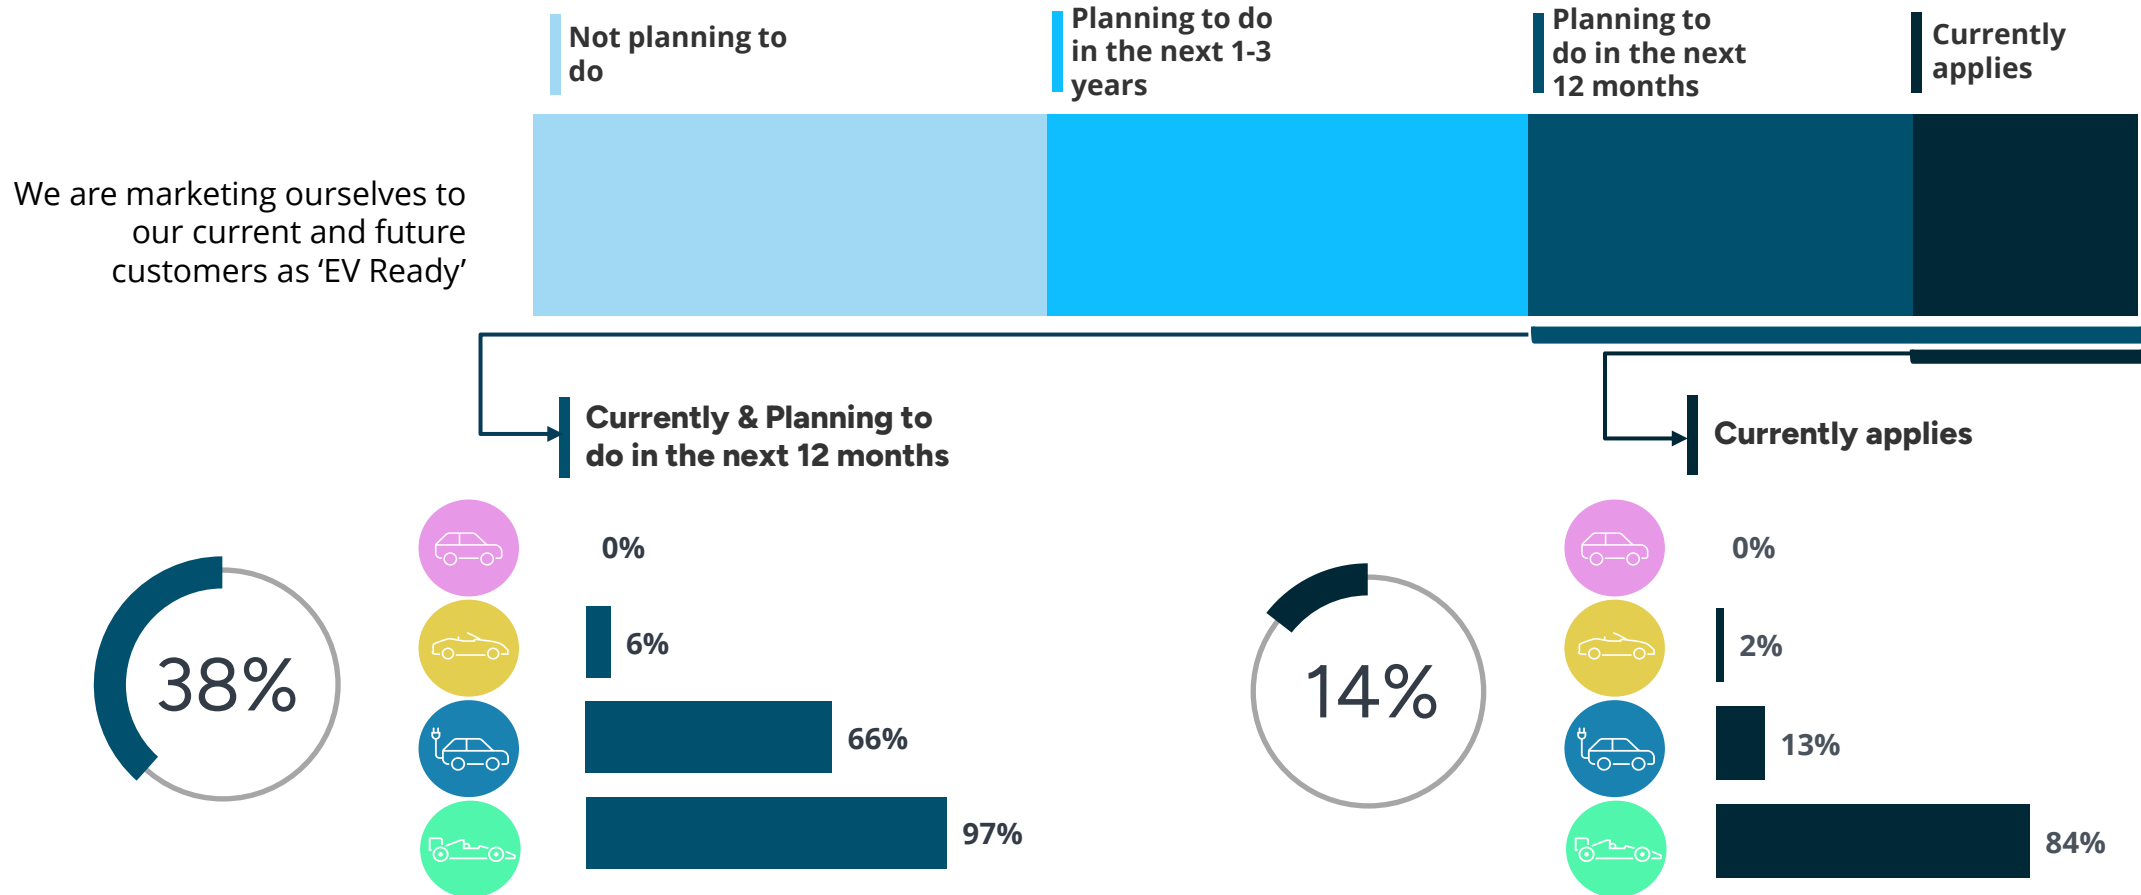 Not planning to
do
Planning to do
in the next 1-3
years
Planning to
do in the next
12 months
Currently
applies
We are marketing ourselves to
our current and future
customers as ‘EV Ready’
Currently & Planning to
do in the next 12 months
38%
0%
6%
66%
97%
Currently applies
14%
0%
2%
13%
84%